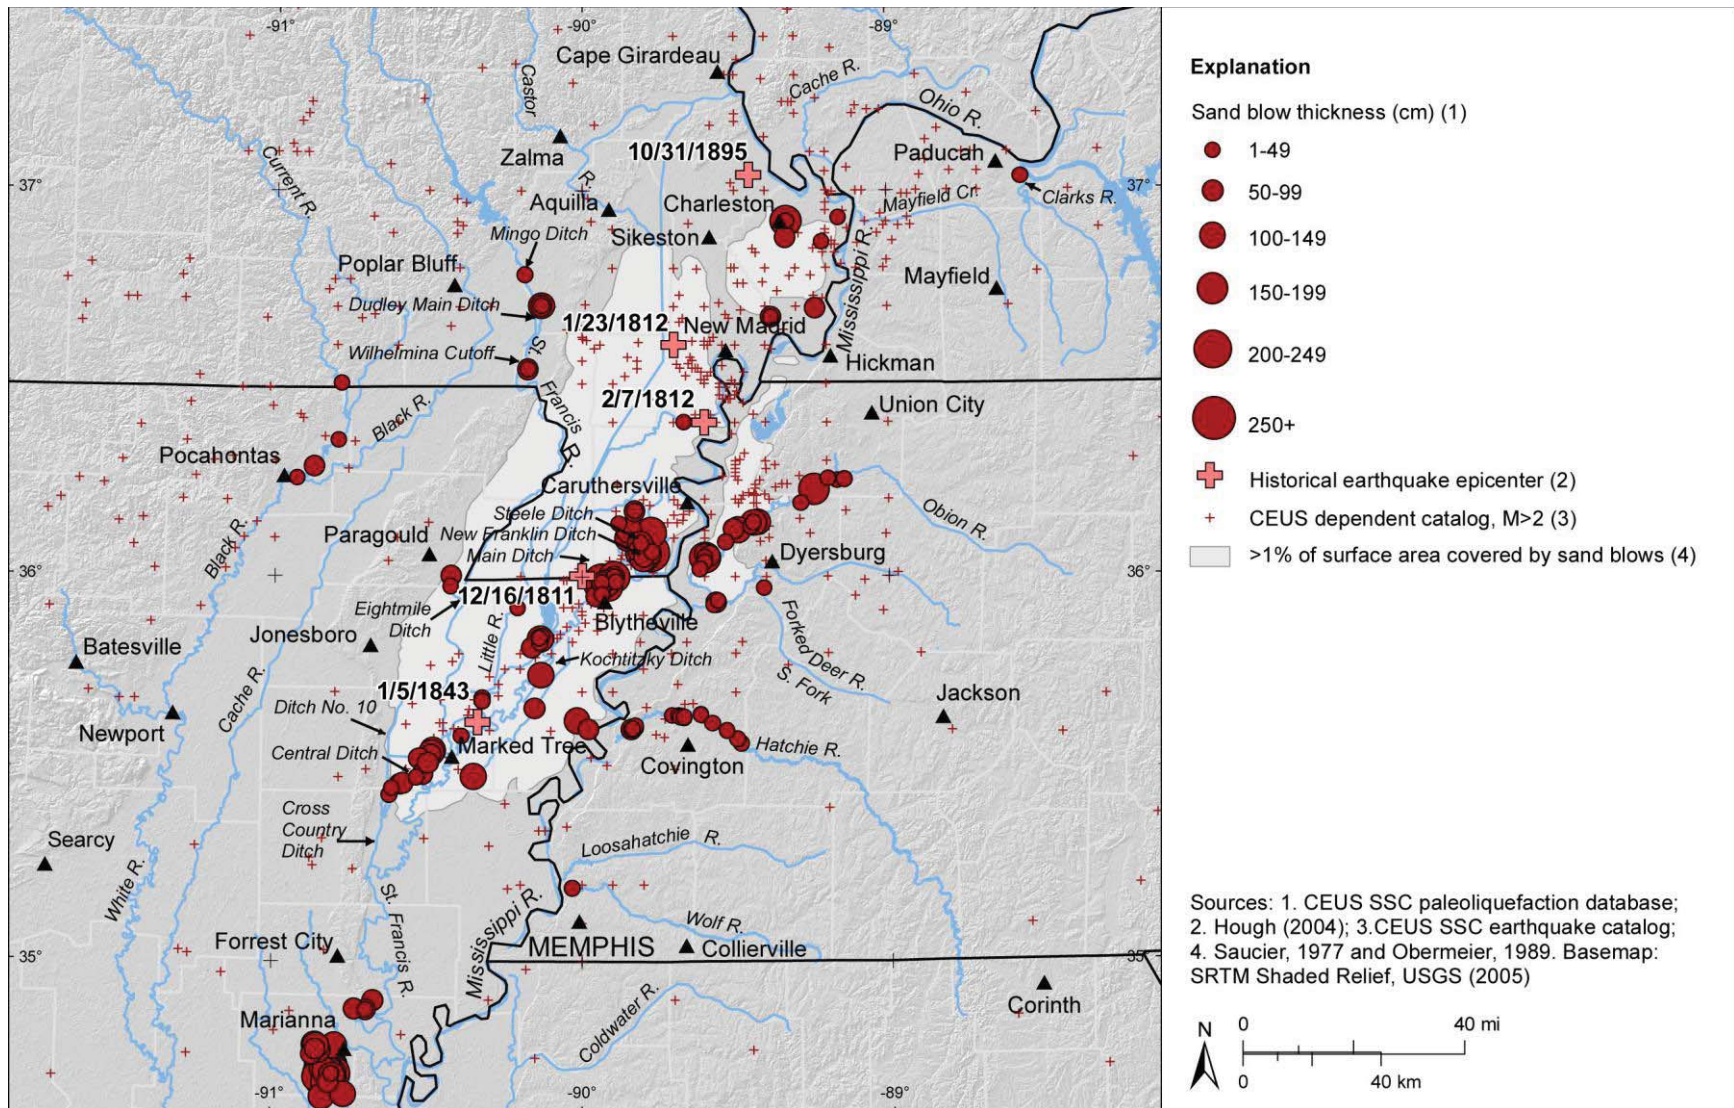 -91°
-90°
-89°
Cape Girardeau
Castor
Cache R.
Ohio R.
Zalma
10/31/1895
Paducah
Current R.
37°
37°
R.
Aquilla
Charleston
Mayfield Cr.
Clarks R.
Mingo Ditch
Sikeston
Mississippi R.
Poplar Bluff
Mayfield
Dudley Main Ditch
1/23/1812
New Madrid
St.
Wilhelmina Cutoff
Hickman
Francis
2/7/1812
Union City
Black R.
R.
Pocahontas
Caruthersville
Steele Ditch
Obion R.
Black R.
New Franklin Ditch
Paragould
Main Ditch
Dyersburg
36°
36°
12/16/1811
Eightmile
Ditch
Blytheville
Forked
Jonesboro
Little R.
Batesville
Kochtitzky Ditch
Deer R.
S. Fork
1/5/1843
Jackson
Cache R.
Ditch No. 10
Newport
Hatchie R.
Marked Tree
Central Ditch
Covington
Cross
Country
Ditch
Searcy
Loosahatchie R.
White R.
St. Francis R.
Mississippi R.
Wolf R.
Forrest City
MEMPHIS
Collierville
35°
35°
Corinth
Marianna
Coldwater R.
-91°
-90°
-89°
Explanation
Sand blow thickness (cm) (1)
1-49
50-99
100-149
150-199
200-249
250+
Historical earthquake epicenter (2)
CEUS dependent catalog, M>2 (3)
>1% of surface area covered by sand blows (4)
Sources: 1. CEUS SSC paleoliquefaction database;
2. Hough (2004); 3.CEUS SSC earthquake catalog;
4. Saucier, 1977 and Obermeier, 1989. Basemap:
SRTM Shaded Relief, USGS (2005)
N
0 40 mi
0 40 km